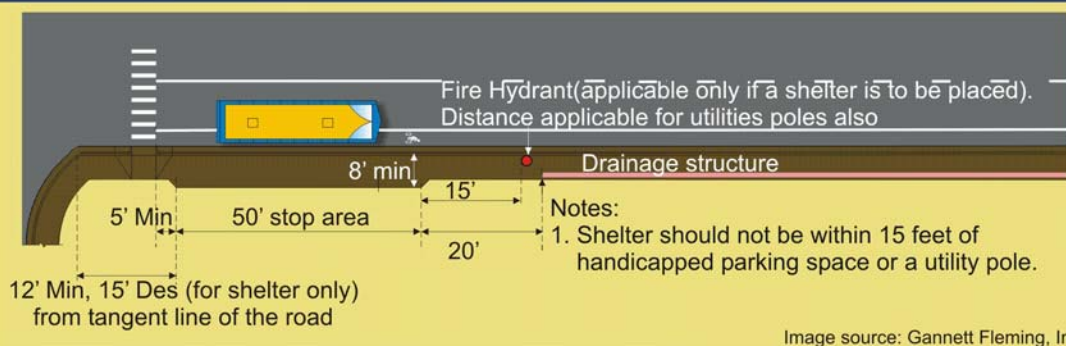 Fire Hydrant(applicable only if a shelter is to be placed).
Distance applicable for utilities poles also
Drainage structure
8’ min
15’
5’ Min
50’ stop area
20’
Notes:
1. Shelter should not be within 15 feet of
handicapped parking space or a utility pole.
12’ Min, 15’ Des (for shelter only)
from tangent line of the road
Image source: Gannett Fleming,